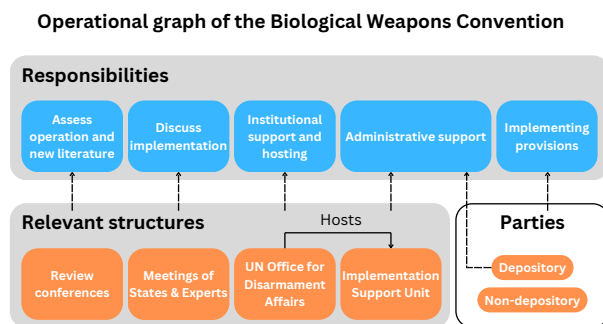 Operational graph of the Biological Weapons Convention
Responsibilities
Assess
operation and
new literature
Discuss
implementation
Institutional
support and
hosting
Administrative support
Implementing
provisions
Relevant structures
Hosts
Parties
Review
conferences
Meetings of
States & Experts
UN Office for
Disarmament
Affairs
Implementation
Support Unit
Depository
Non-depository